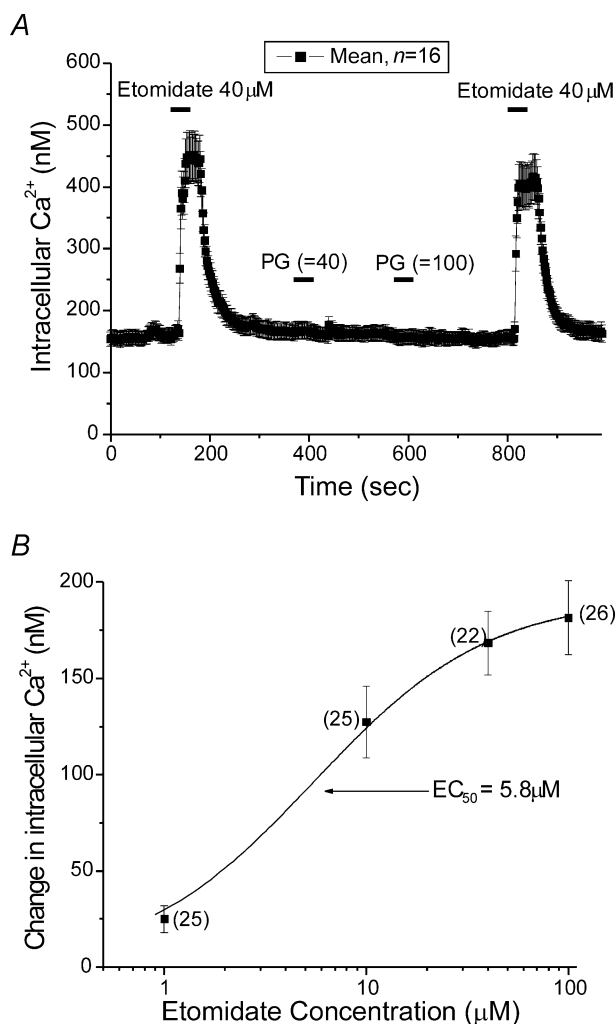 A
Mean, n=16
Etomidate 40µM
Etomidate 40µM
PG (=40)
PG (=100)
Intracellular Ca²⁺ (nM)
600
500
400
300
200
100
0
0 200 400 600 800
Time (sec)
B
Change in intracellular Ca²⁺ (nM)
200
150
100
50
0
(25)
(25)
(22)
(26)
EC₅₀ = 5.8µM
1 10 100
Etomidate Concentration (µM)